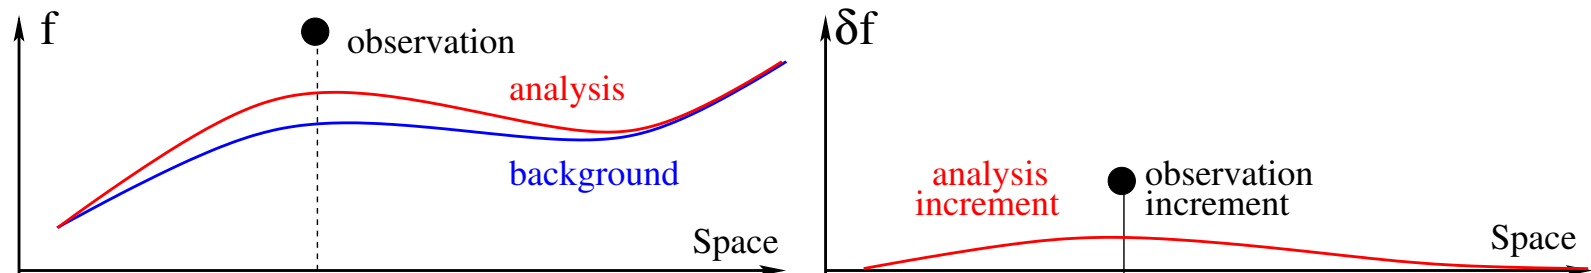 f
observation
analysis
background
Space
δf
analysis
increment
observation
increment
Space